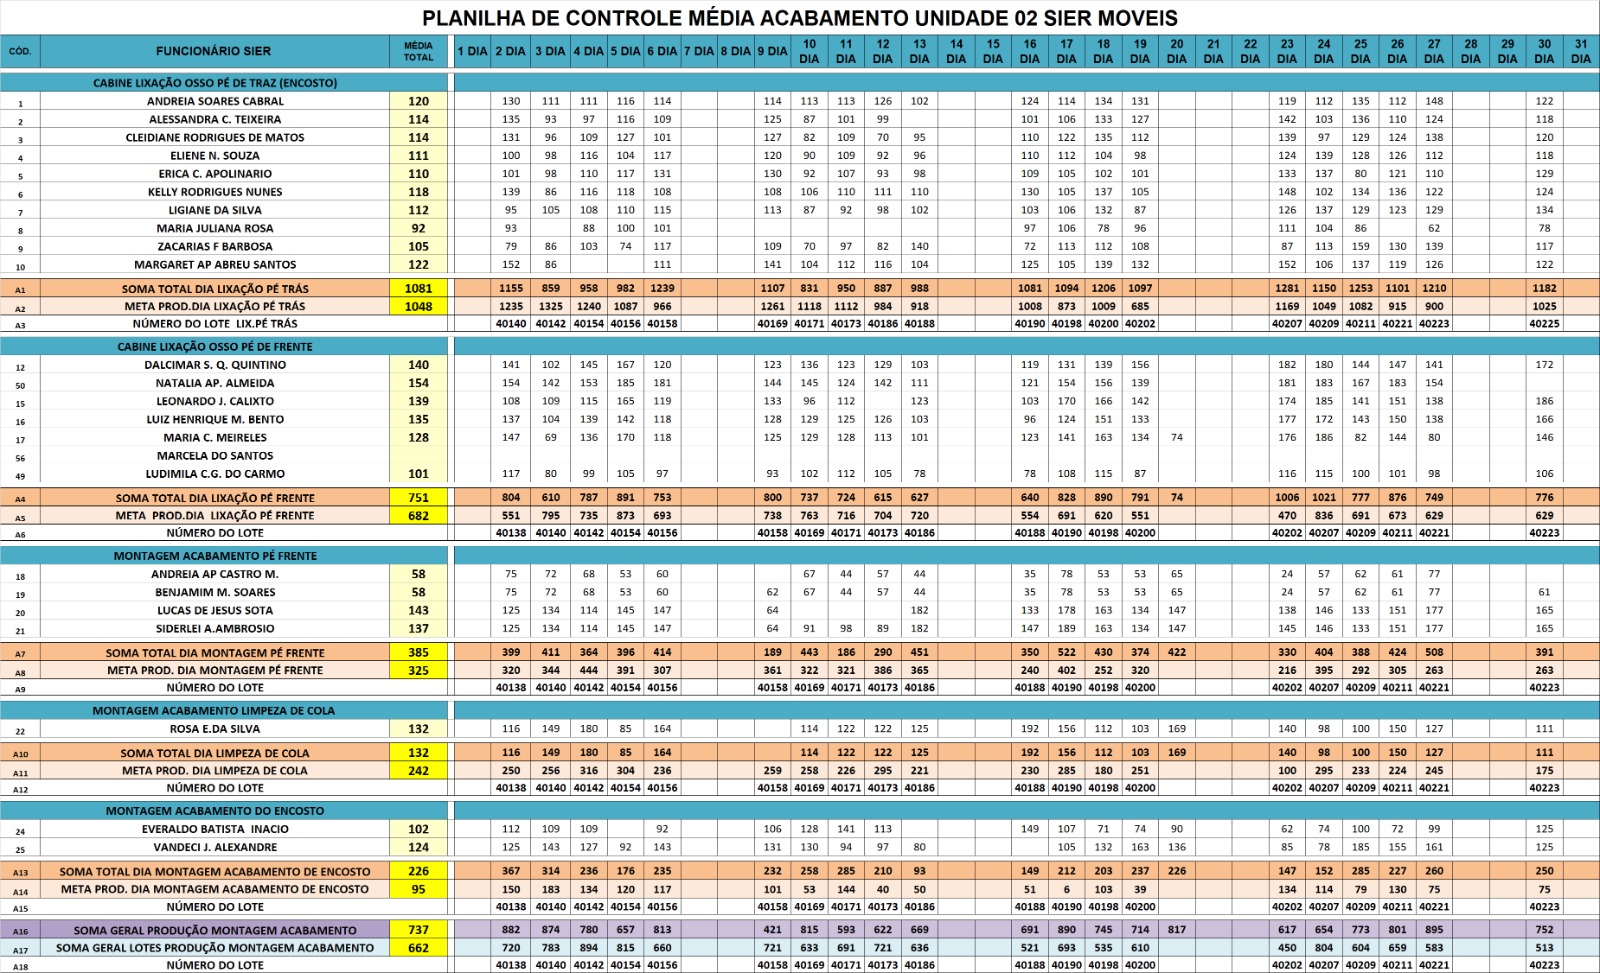 PLANILHA DE CONTROLE MÉDIA ACABAMENTO UNIDADE 02 SIER MOVEIS
CÓD. FUNCIONÁRIO SIER MÉDIA TOTAL 1 DIA 2 DIA 3 DIA 4 DIA 5 DIA 6 DIA 7 DIA 8 DIA 9 DIA 10 DIA 11 DIA 12 DIA 13 DIA 14 DIA 15 DIA 16 DIA 17 DIA 18 DIA 19 DIA 20 DIA 21 DIA 22 DIA 23 DIA 24 DIA 25 DIA 26 DIA 27 DIA 28 DIA 29 DIA 30 DIA 31 DIA
CABINE LIXAÇÃO OSSO PÉ DE TRAZ (ENCOSTO)
1 ANDREIA SOARES CABRAL 120 130 111 111 116 114 114 113 113 126 102 124 114 134 131 119 112 135 112 148 122
2 ALESSANDRA C. TEIXEIRA 114 135 93 97 116 109 125 87 101 99 101 106 133 127 142 103 136 110 124 118
3 CLEIDIANE RODRIGUES DE MATOS 114 131 96 109 127 101 127 82 109 70 95 110 122 135 112 139 97 129 124 138 120
4 ELIENE N. SOUZA 111 100 98 116 104 117 120 90 109 92 96 110 112 104 98 124 139 128 126 112 118
5 ERICA C. APOLINARIO 110 101 98 110 117 131 130 92 107 93 98 109 105 102 101 133 137 80 121 110 129
6 KELLY RODRIGUES NUNES 118 139 86 116 118 108 108 106 110 111 110 130 105 137 105 148 102 134 136 122 124
7 LIGIANE DA SILVA 112 95 105 108 110 115 113 87 92 98 102 103 106 132 87 126 137 129 123 129 134
8 MARIA JULIANA ROSA 92 93 88 100 101 97 106 78 96 111 104 86 62 78
9 ZACARIAS F BARBOSA 105 79 86 103 74 117 109 70 97 82 140 72 113 112 108 87 113 159 130 139 117
10 MARGARET AP ABREU SANTOS 122 152 86 111 141 104 112 116 104 125 105 139 132 152 106 137 119 126 122
A1 SOMA TOTAL DIA LIXAÇÃO PÉ TRÁS 1081 1155 859 958 982 1239 1107 831 950 887 988 1081 1094 1206 1097 1281 1150 1253 1101 1210 1182
A2 META PROD.DIA LIXAÇÃO PÉ TRÁS 1048 1235 1325 1240 1087 966 1261 1118 1112 984 918 1008 873 1009 685 1169 1049 1082 915 900 1025
A3 NÚMERO DO LOTE LIX.PÉ TRÁS 40140 40142 40154 40156 40158 40169 40171 40173 40186 40188 40190 40198 40200 40202 40207 40209 40211 40221 40223 40225
CABINE LIXAÇÃO OSSO PÉ DE FRENTE
12 DALCIMAR S. Q. QUINTINO 140 141 102 145 167 120 123 136 123 129 103 119 131 139 156 182 180 144 147 141 172
50 NATALIA AP. ALMEIDA 154 154 142 153 185 181 144 145 124 142 111 121 154 156 139 181 183 167 183 154
15 LEONARDO J. CALIXTO 139 108 109 115 165 119 133 96 112 123 103 170 166 142 174 185 141 151 138 186
16 LUIZ HENRIQUE M. BENTO 135 137 104 139 142 118 128 129 125 126 103 96 124 151 133 177 172 143 150 138 166
17 MARIA C. MEIRELES 128 147 69 136 170 118 125 129 128 113 101 123 141 163 134 74 176 186 82 144 80 146
56 MARCELA DO SANTOS
49 LUDIMILA C.G. DO CARMO 101 117 80 99 105 97 93 102 112 105 78 78 108 115 87 116 115 100 101 98 106
A4 SOMA TOTAL DIA LIXAÇÃO PÉ FRENTE 751 804 610 787 891 753 800 737 724 615 627 640 828 890 791 74 1006 1021 777 876 749 776
A5 META PROD.DIA LIXAÇÃO PÉ FRENTE 682 551 795 735 873 693 738 763 716 704 720 554 691 620 551 470 836 691 673 629 629
A6 NÚMERO DO LOTE 40138 40140 40142 40154 40156 40158 40169 40171 40173 40186 40188 40190 40198 40200 40202 40207 40209 40211 40221 40223
MONTAGEM ACABAMENTO PÉ FRENTE
18 ANDREIA AP CASTRO M. 58 75 72 68 53 60 67 44 57 44 35 78 53 53 65 24 57 62 61 77
19 BENJAMIM M. SOARES 58 75 72 68 53 60 62 67 44 57 44 35 78 53 53 65 24 57 62 61 77 61
20 LUCAS DE JESUS SOTA 143 125 134 114 145 147 64 182 133 178 163 134 147 138 146 133 151 177 165
21 SIDERLEI A.AMBROSIO 137 125 134 114 145 147 64 91 98 89 182 147 189 163 134 147 145 146 133 151 177 165
A7 SOMA TOTAL DIA MONTAGEM PÉ FRENTE 385 399 411 364 396 414 189 443 186 290 451 350 522 430 374 422 330 404 388 424 508 391
A8 META PROD. DIA MONTAGEM PÉ FRENTE 325 320 344 444 391 307 361 322 321 386 365 240 402 252 320 216 395 292 305 263 263
A9 NÚMERO DO LOTE 40138 40140 40142 40154 40156 40158 40169 40171 40173 40186 40188 40190 40198 40200 40202 40207 40209 40211 40221 40223
MONTAGEM ACABAMENTO LIMPEZA DE COLA
22 ROSA E.DA SILVA 132 116 149 180 85 164 114 122 122 125 192 156 112 103 169 140 98 100 150 127 111
A10 SOMA TOTAL DIA LIMPEZA DE COLA 132 116 149 180 85 164 114 122 122 125 192 156 112 103 169 140 98 100 150 127 111
A11 META PROD. DIA LIMPEZA DE COLA 242 250 256 316 304 236 259 258 226 295 221 230 285 180 251 100 295 233 224 245 175
A12 NÚMERO DO LOTE 40138 40140 40142 40154 40156 40158 40169 40171 40173 40186 40188 40190 40198 40200 40202 40207 40209 40211 40221 40223
MONTAGEM ACABAMENTO DO ENCOSTO
24 EVERALDO BATISTA INACIO 102 112 109 109 92 106 128 141 113 149 107 71 74 90 62 74 100 72 99 125
25 VANDECI J. ALEXANDRE 124 125 143 127 92 143 131 130 94 97 80 105 132 163 136 85 78 185 155 161 125
A13 SOMA TOTAL DIA MONTAGEM ACABAMENTO DE ENCOSTO 226 367 314 236 176 235 232 258 285 210 93 149 212 203 237 226 147 152 285 227 260 250
A14 META PROD. DIA MONTAGEM ACABAMENTO DE ENCOSTO 95 150 183 134 120 117 101 53 144 40 50 51 6 103 39 134 114 79 130 75 75
A15 NÚMERO DO LOTE 40138 40140 40142 40154 40156 40158 40169 40171 40173 40186 40188 40190 40198 40200 40202 40207 40209 40211 40221 40223
A16 SOMA GERAL PRODUÇÃO MONTAGEM ACABAMENTO 737 882 874 780 657 813 421 815 593 622 669 691 890 745 714 817 617 654 773 801 895 752
A17 SOMA GERAL LOTES PRODUÇÃO MONTAGEM ACABAMENTO 662 720 783 894 815 660 721 633 691 721 636 521 693 535 610 450 804 604 659 583 513
A18 NÚMERO DO LOTE 40138 40140 40142 40154 40156 40158 40169 40171 40173 40186 40188 40190 40198 40200 40202 40207 40209 40211 40221 40223